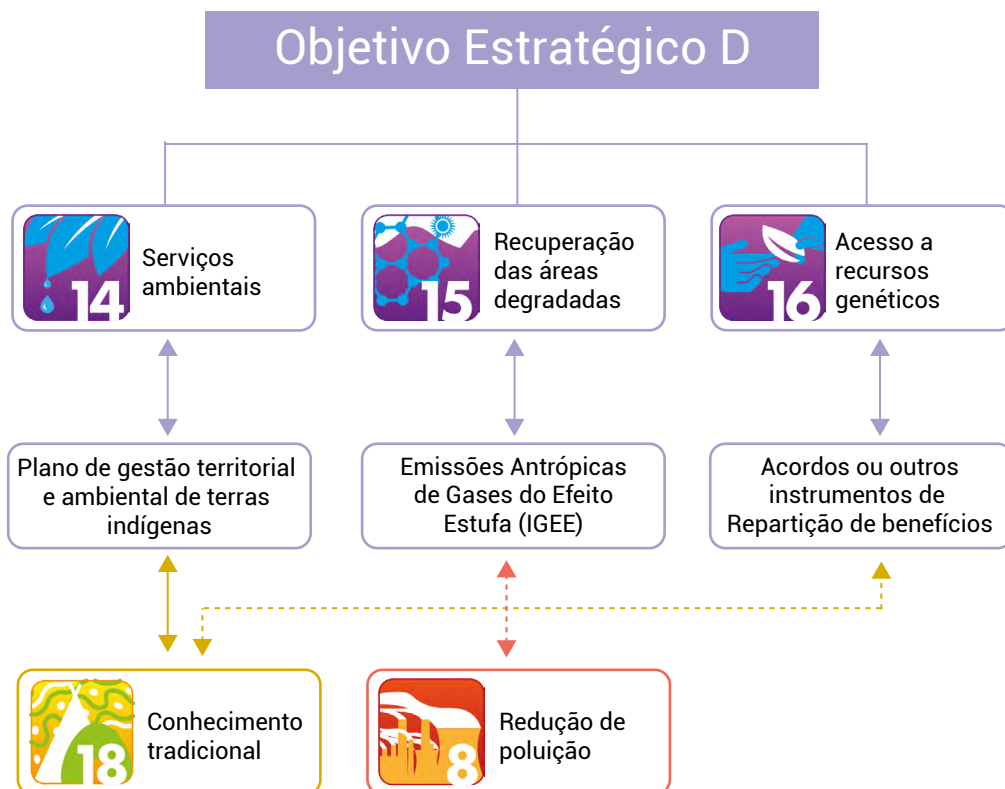 Objetivo Estratégico D
14
Serviços
ambientais
15
Recuperação
das áreas
degradadas
16
Acesso a
recursos
genéticos
Plano de gestão territorial
e ambiental de terras
indígenas
Emissões Antrópicas
de Gases do Efeito
Estufa (IGEE)
Acordos ou outros
instrumentos de
Repartição de benefícios
18
Conhecimento
tradicional
8
Redução de
poluição